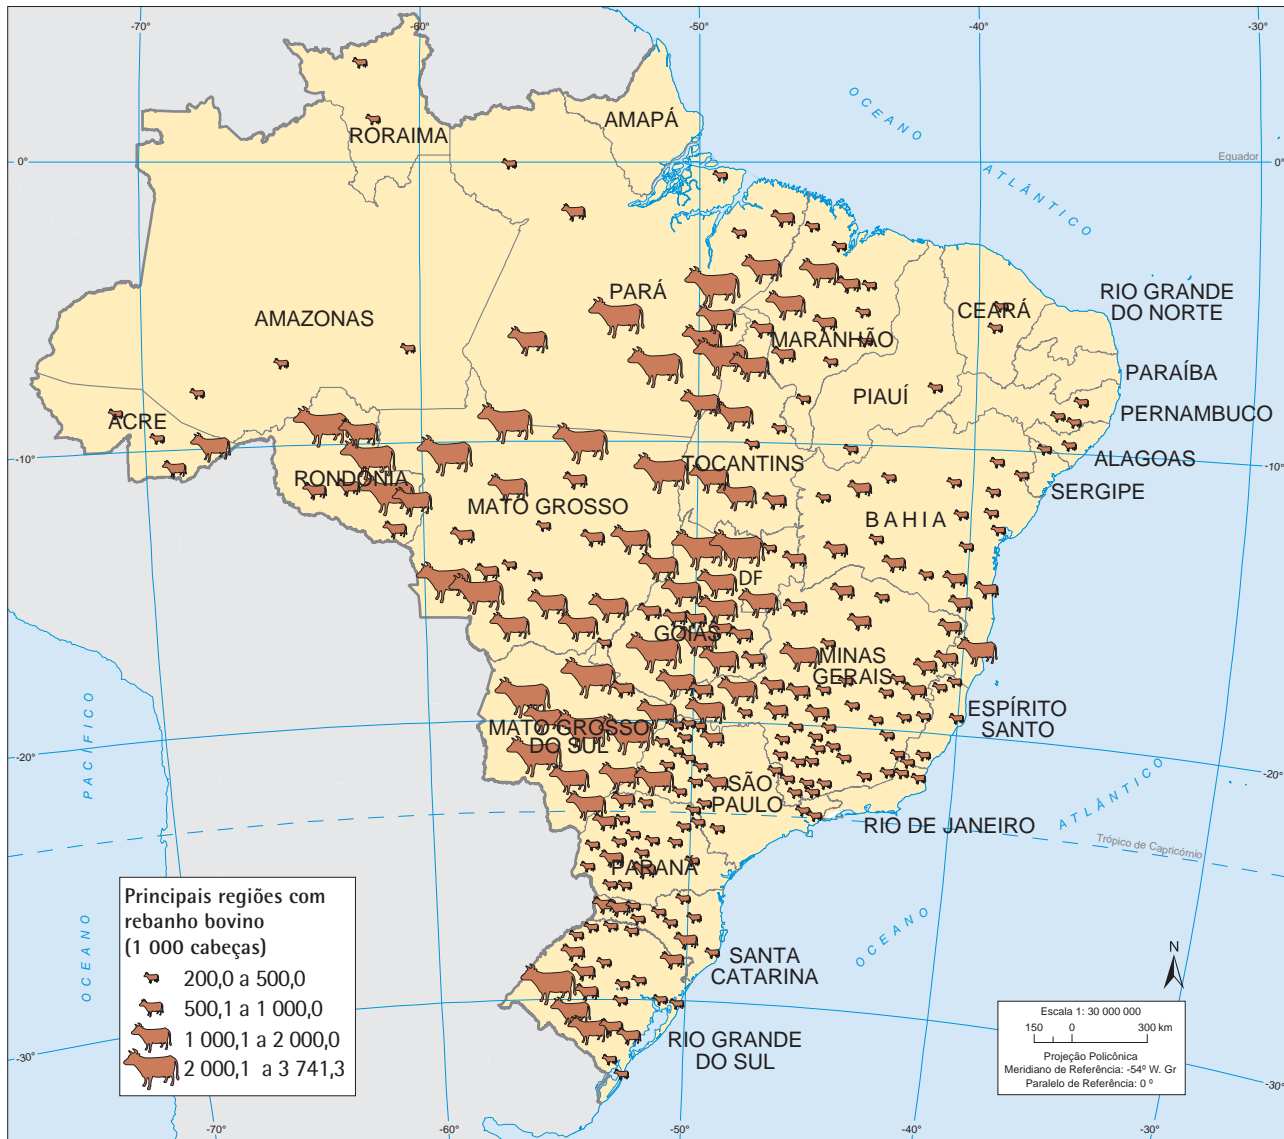 -70°
-60°
-50°
-40°
-30°
OCEANO
ATLÂNTICO
AMAPÁ
RORAIMA
0°
Equador
0°
PARÁ
AMAZONAS
CEARÁ
RIO GRANDE
DO NORTE
MARANHÃO
PARAÍBA
PIAUÍ
PERNAMBUCO
ACRE
ALAGOAS
-10°
TOCANTINS
-10°
RONDÔNIA
SERGIPE
MATO GROSSO
BAHIA
DF
GOIÁS
MINAS
GERAIS
ESPÍRITO
SANTO
MATO GROSSO
DO SUL
PACÍFICO
OCEANO
-20°
-20°
SÃO
PAULO
RIO DE JANEIRO
ATLÂNTICO
Trópico de Capricórnio
PARANÁ
OCEANO
SANTA
CATARINA
RIO GRANDE
DO SUL
Principais regiões com
rebanho bovino
(1 000 cabeças)
200,0 a 500,0
500,1 a 1 000,0
1 000,1 a 2 000,0
2 000,1 a 3 741,3
N
Escala 1: 30 000 000
150 0 300 km
Projeção Policônica
Meridiano de Referência: -54º W. Gr
Paralelo de Referência: 0 º
-30°
-30°
-70°
-60°
-50°
-40°
-30°